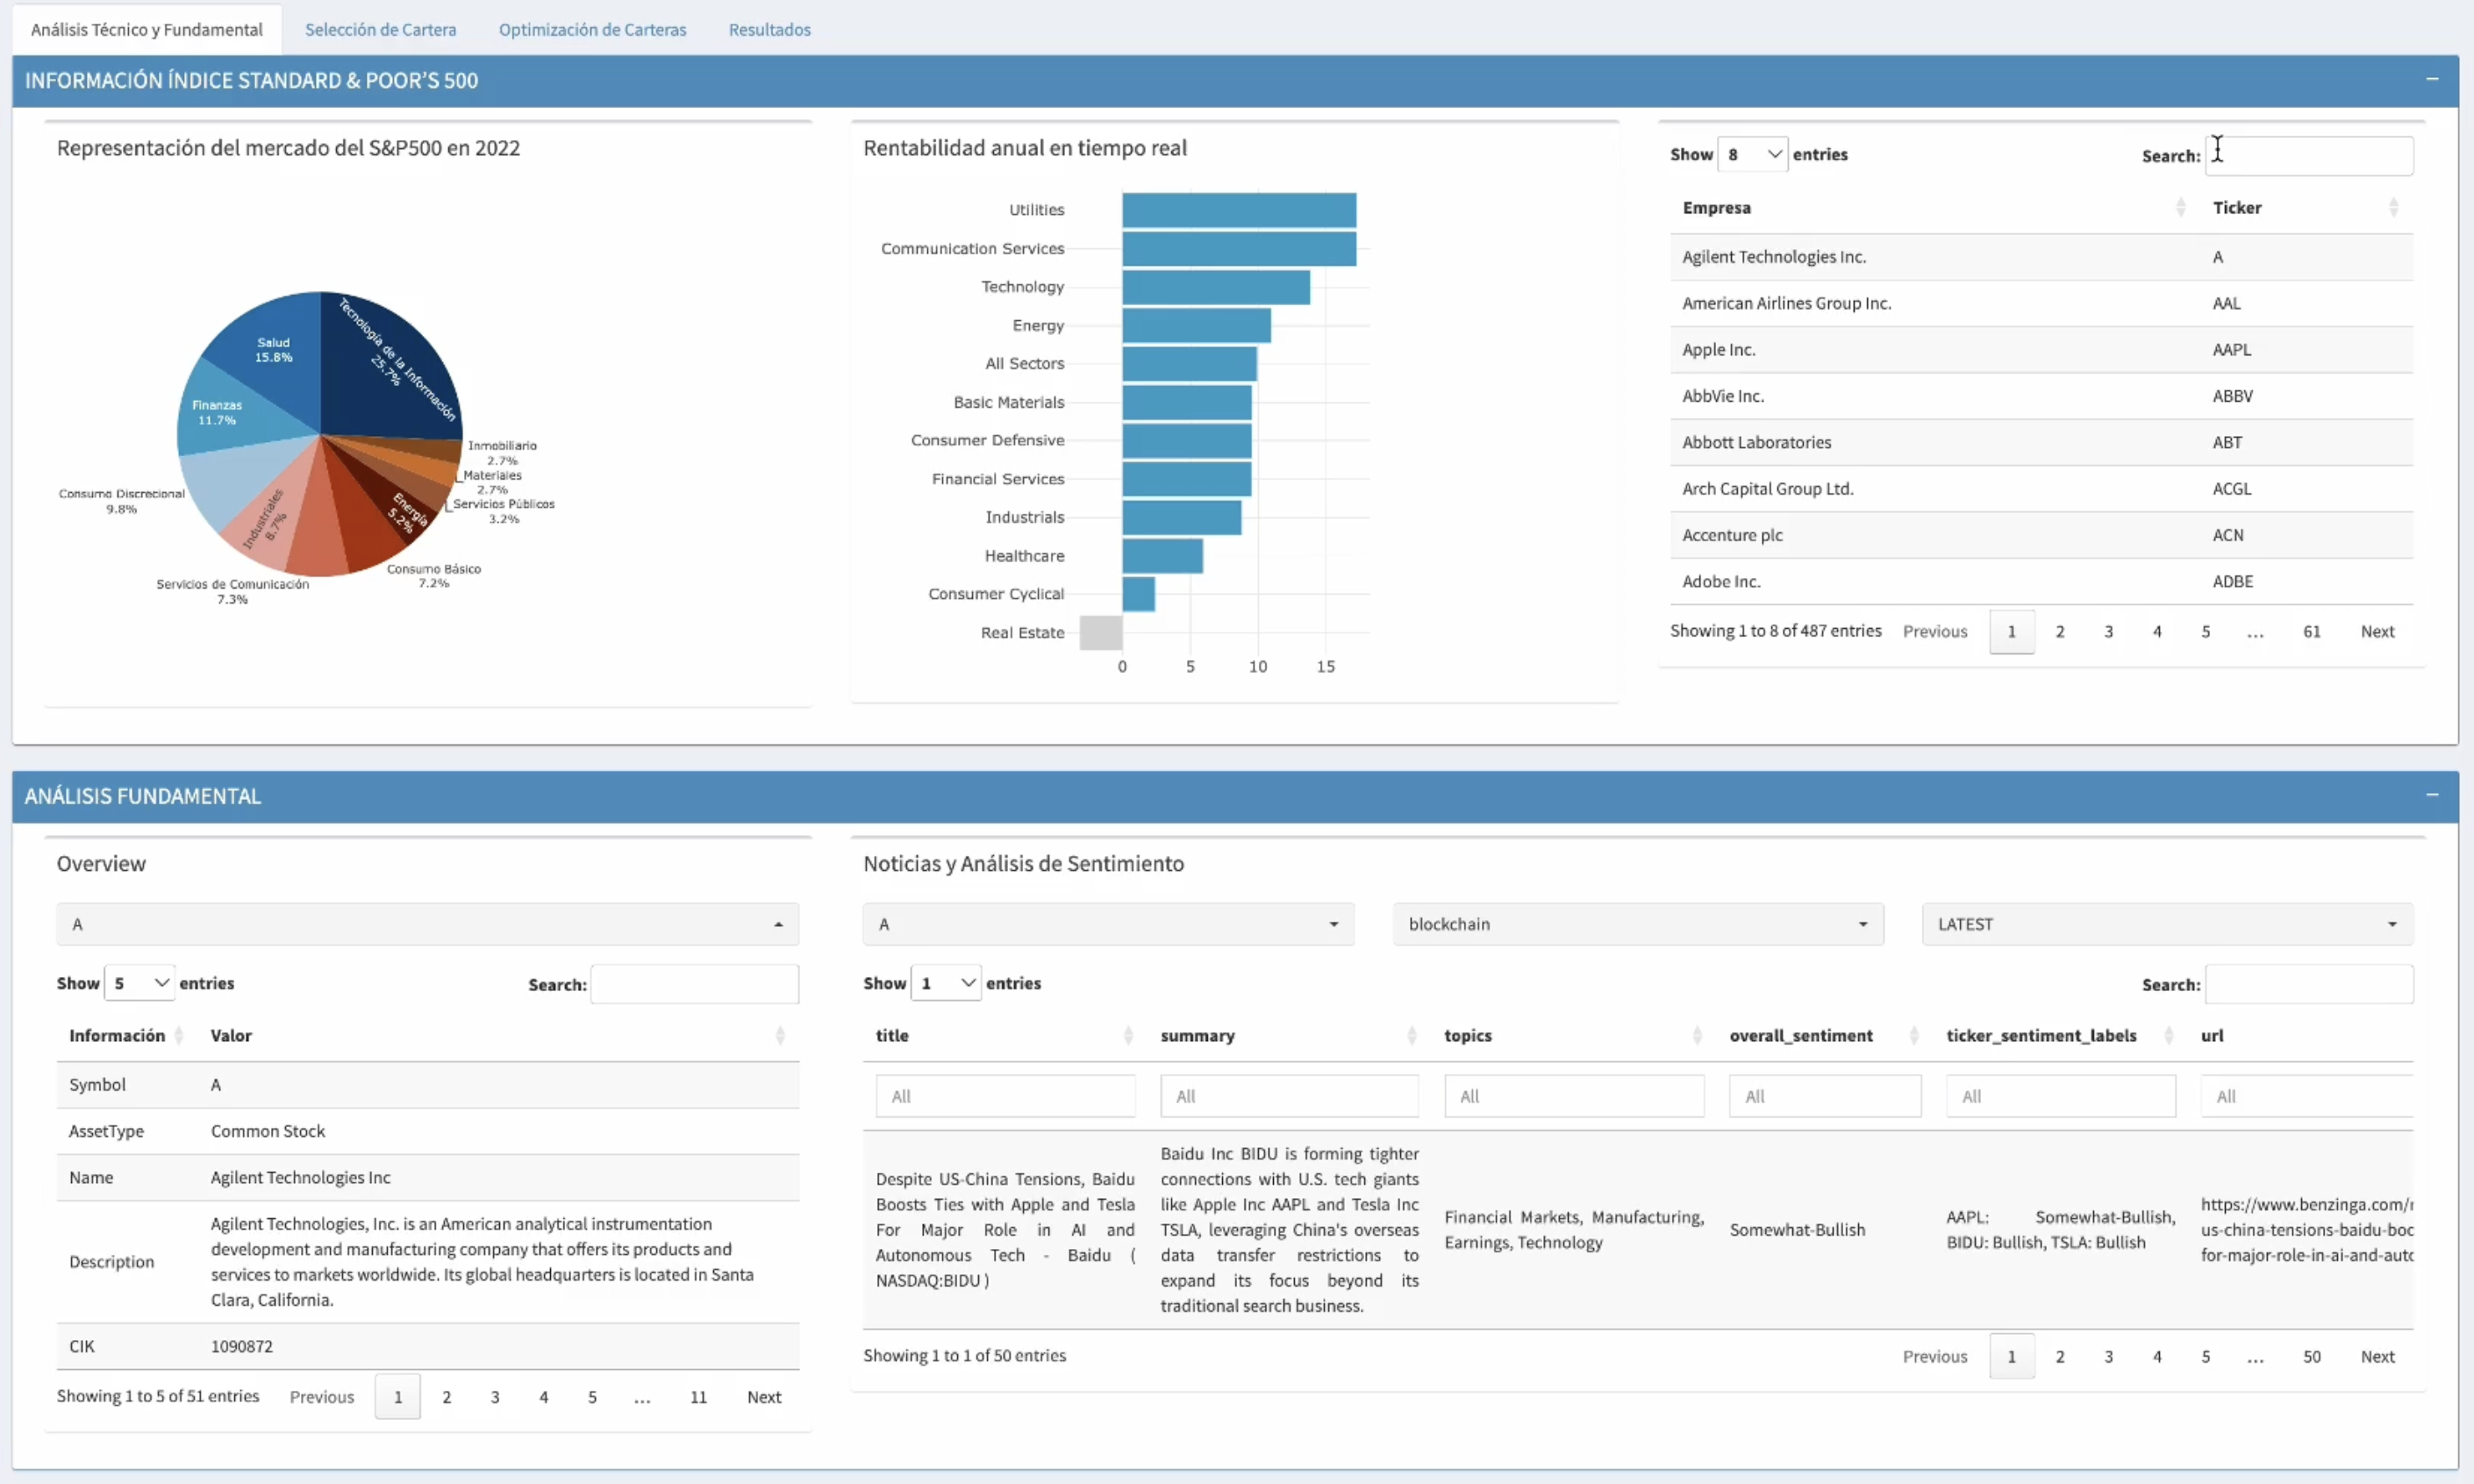 Análisis Técnico y Fundamental
Selección de Cartera
Optimización de Carteras
Resultados
INFORMACIÓN ÍNDICE STANDARD & POOR'S 500
Representación del mercado del S&P500 en 2022
Tecnología de la Información
25.7%
Salud
15.8%
Finanzas
11.7%
Consumo Discrecional
9.8%
Industriales
8.7%
Servicios de Comunicación
7.3%
Consumo Básico
7.2%
Energía
5.2%
Servicios Públicos
3.2%
Materiales
2.7%
Inmobiliario
2.7%
Rentabilidad anual en tiempo real
Utilities
Communication Services
Technology
Energy
All Sectors
Basic Materials
Consumer Defensive
Financial Services
Industrials
Healthcare
Consumer Cyclical
Real Estate
0 5 10 15
Show 8 entries
Search:
Empresa Ticker
Agilent Technologies Inc. A
American Airlines Group Inc. AAL
Apple Inc. AAPL
AbbVie Inc. ABBV
Abbott Laboratories ABT
Arch Capital Group Ltd. ACGL
Accenture plc ACN
Adobe Inc. ADBE
Showing 1 to 8 of 487 entries Previous 1 2 3 4 5 ... 61 Next
ANÁLISIS FUNDAMENTAL
Overview
A
Show 5 entries
Search:
Información Valor
Symbol A
AssetType Common Stock
Name Agilent Technologies Inc
Description
Agilent Technologies, Inc. is an American analytical instrumentation
development and manufacturing company that offers its products and
services to markets worldwide. Its global headquarters is located in Santa
Clara, California.
CIK 1090872
Showing 1 to 5 of 51 entries Previous 1 2 3 4 5 ... 11 Next
Noticias y Análisis de Sentimiento
A
blockchain
LATEST
Show 1 entries
Search:
title summary topics overall_sentiment ticker_sentiment_labels url
All All All All All All
Despite US-China Tensions, Baidu
Boosts Ties with Apple and Tesla
For Major Role in AI and
Autonomous Tech - Baidu (
NASDAQ:BIDU )
Baidu Inc BIDU is forming tighter
connections with U.S. tech giants
like Apple Inc AAPL and Tesla Inc
TSLA, leveraging China's overseas
data transfer restrictions to
expand its focus beyond its
traditional search business.
Financial Markets, Manufacturing,
Earnings, Technology
Somewhat-Bullish
AAPL: Somewhat-Bullish,
BIDU: Bullish, TSLA: Bullish
https://www.benzinga.com/
us-china-tensions-baidu-boo
for-major-role-in-ai-and-auto
Showing 1 to 1 of 50 entries
Previous 1 2 3 4 5 ... 50 Next